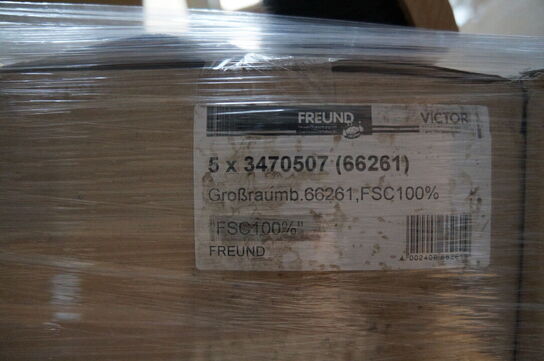 FREUND VICTOR
5 x 3470507 (66261)
Großraumb.66261,FSC100%
"FSC100%"
FREUND